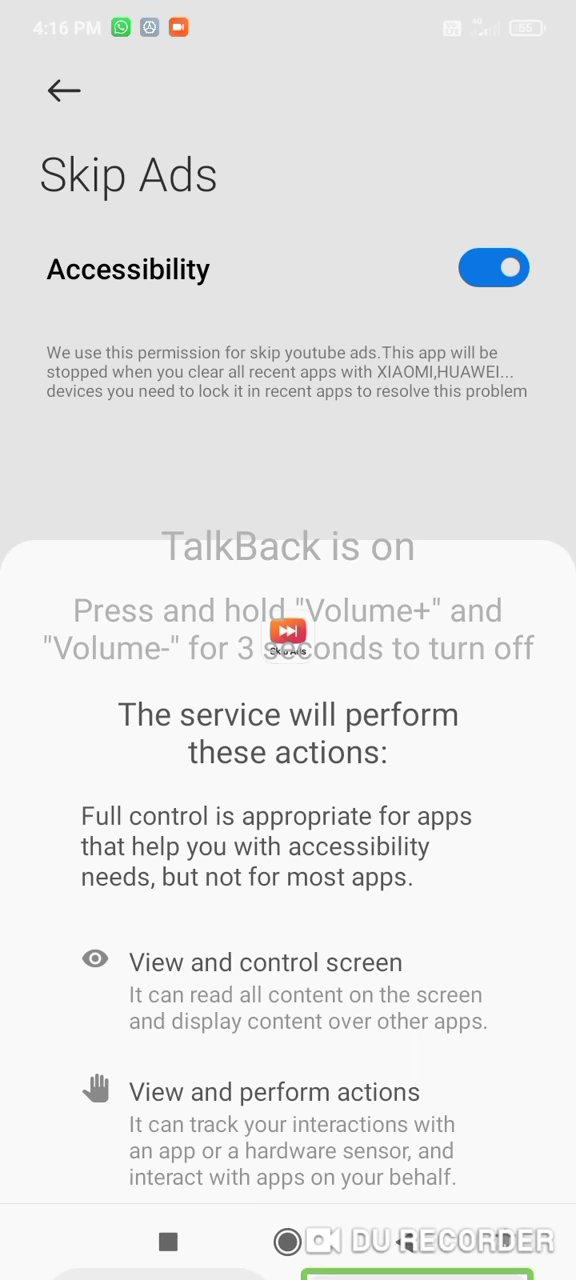 4:16 PM
4G
55
Skip Ads
Accessibility
We use this permission for skip youtube ads.This app will be
stopped when you clear all recent apps with XIAOMI,HUAWEI...
devices you need to lock it in recent apps to resolve this problem
TalkBack is on
Press and hold "Volume+" and
"Volume-" for 3 seconds to turn off
Skip Ads
The service will perform
these actions:
Full control is appropriate for apps
that help you with accessibility
needs, but not for most apps.
View and control screen
It can read all content on the screen
and display content over other apps.
View and perform actions
It can track your interactions with
an app or a hardware sensor, and
interact with apps on your behalf.
DU RECORDER